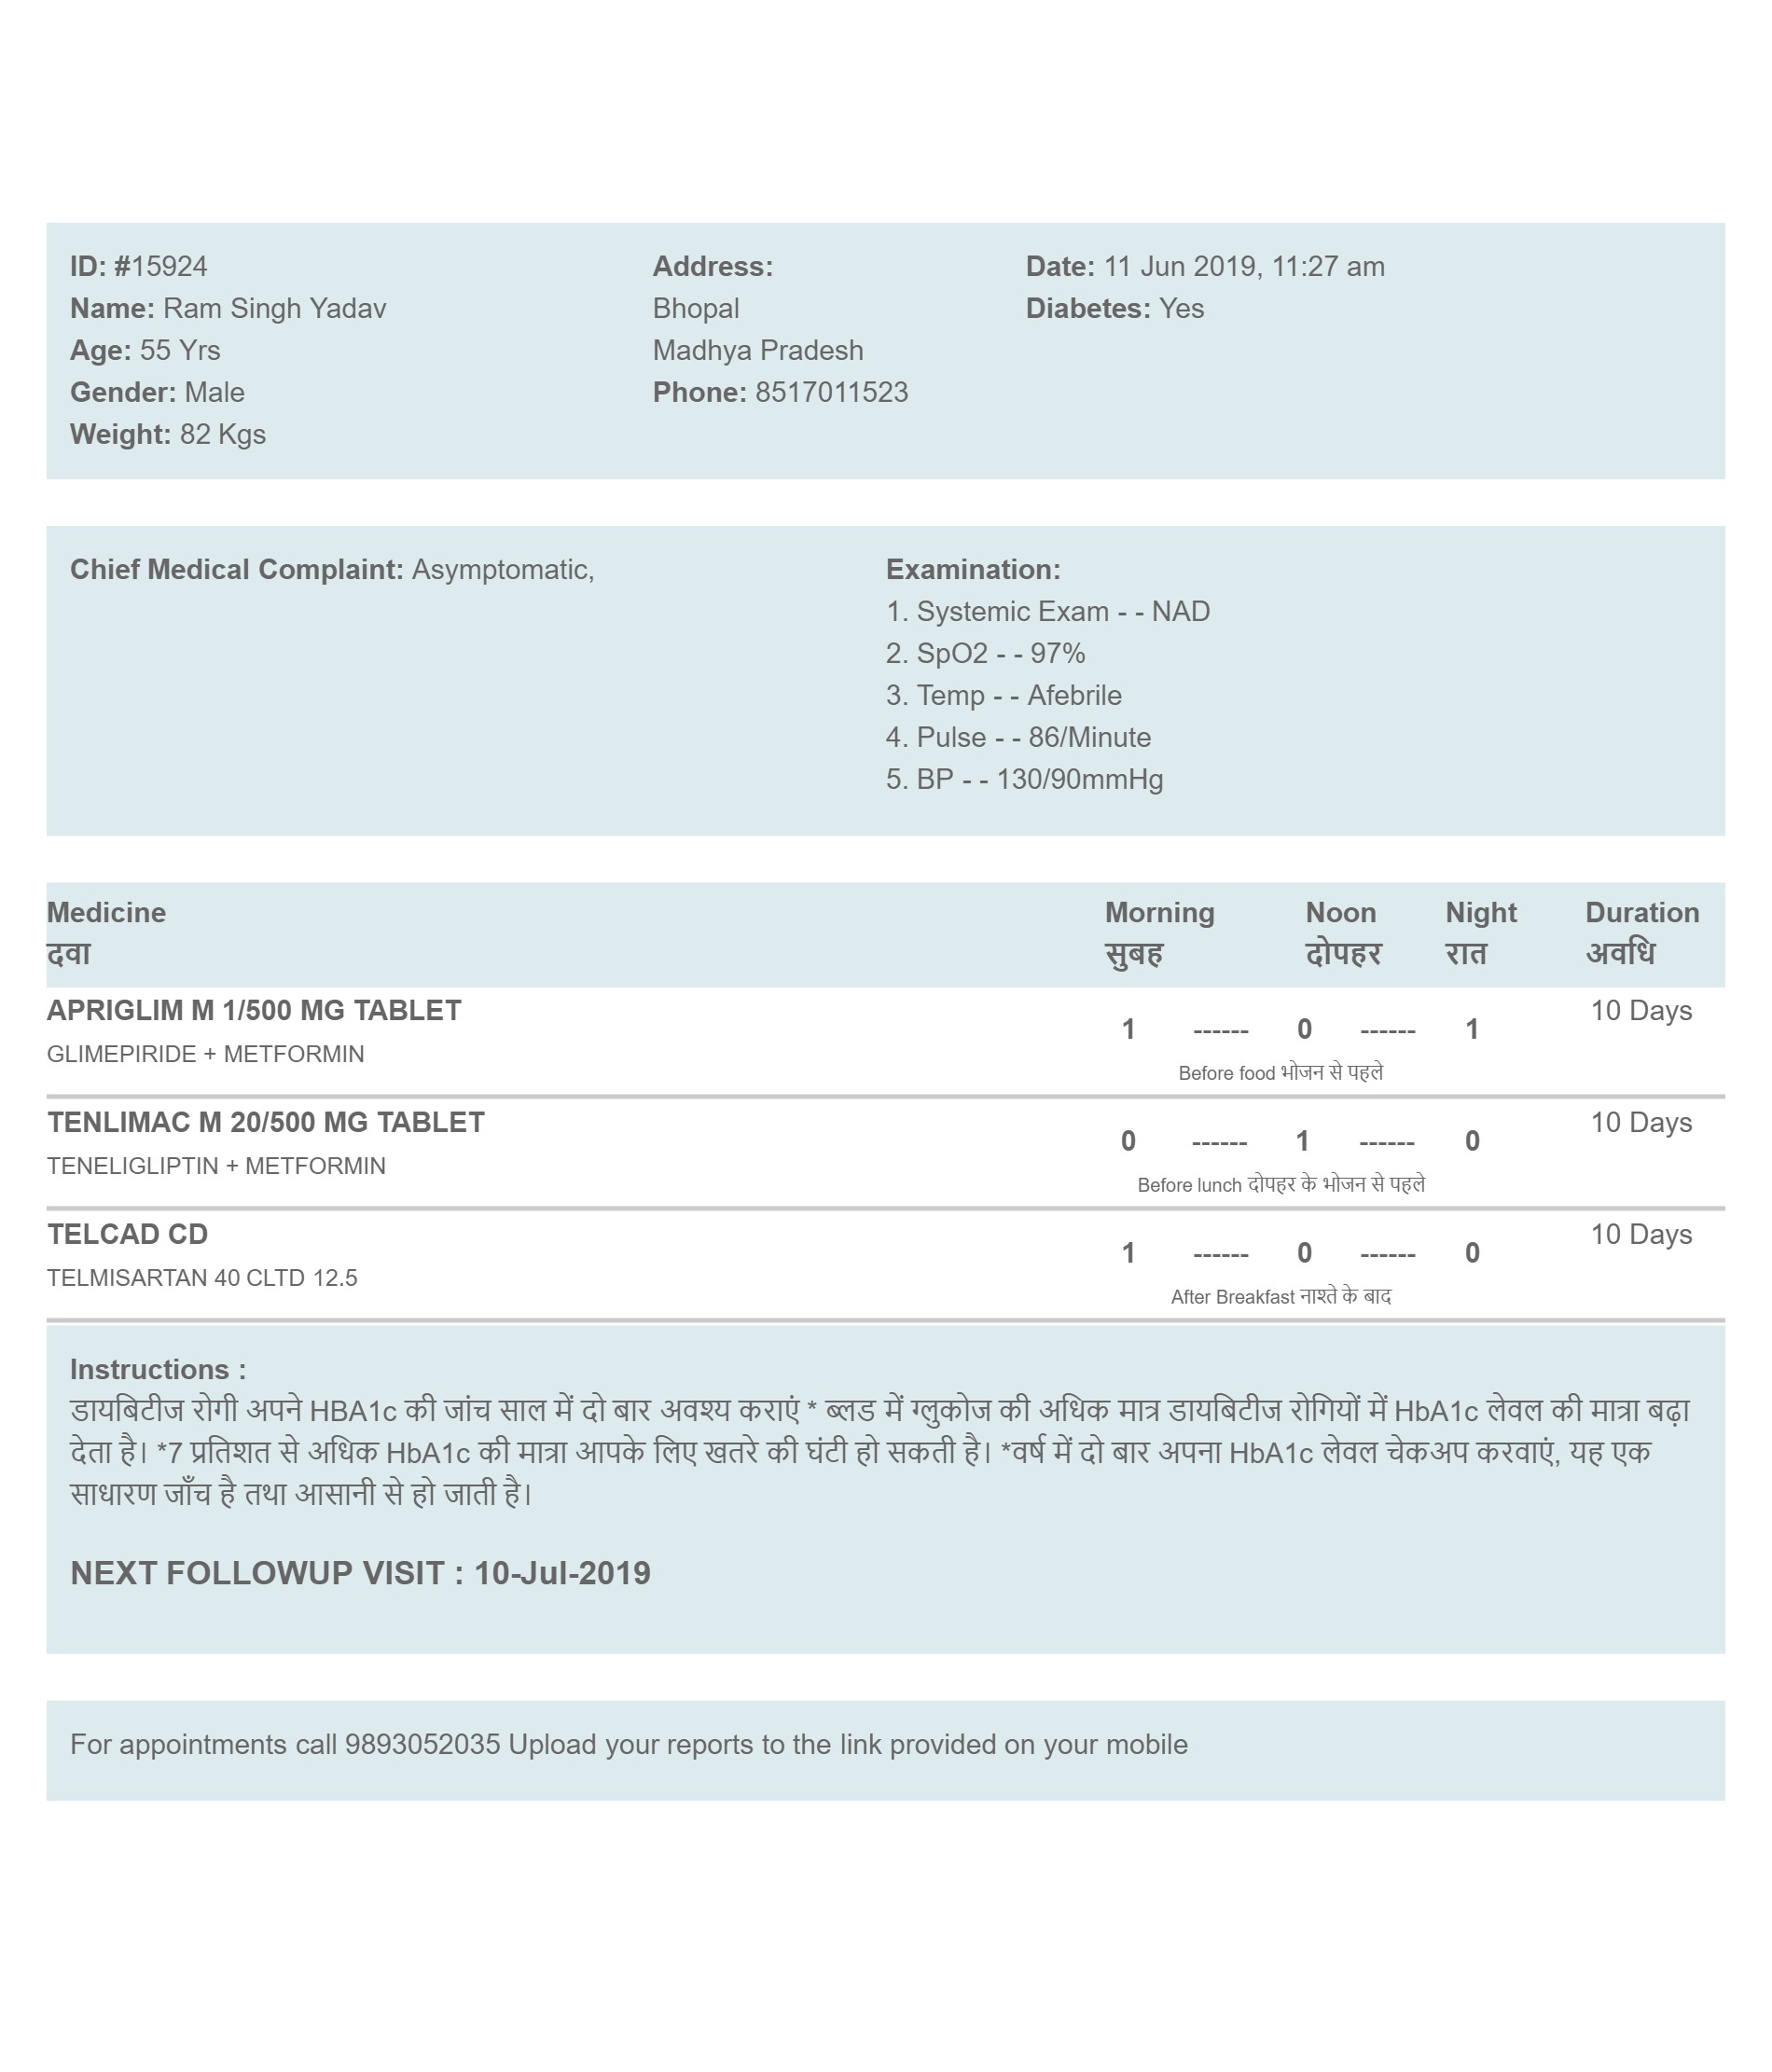 ID: #15924
Name: Ram Singh Yadav
Age: 55 Yrs
Gender: Male
Weight: 82 Kgs
Address:
Bhopal
Madhya Pradesh
Phone: 8517011523
Date: 11 Jun 2019, 11:27 am
Diabetes: Yes
Chief Medical Complaint: Asymptomatic,
Examination:
1. Systemic Exam - - NAD
2. SpO2 - - 97%
3. Temp - - Afebrile
4. Pulse - - 86/Minute
5. BP - - 130/90mmHg
Medicine Morning Noon Night Duration
दवा सुबह दोपहर रात अवधि
APRIGLIM M 1/500 MG TABLET 10 Days
1 ------ 0 ------ 1
GLIMEPIRIDE + METFORMIN
Before food भोजन से पहले
TENLIMAC M 20/500 MG TABLET 10 Days
0 ------ 1 ------ 0
TENELIGLIPTIN + METFORMIN
Before lunch दोपहर के भोजन से पहले
TELCAD CD 10 Days
1 ------ 0 ------ 0
TELMISARTAN 40 CLTD 12.5
After Breakfast नाश्ते के बाद
Instructions :
डायबिटीज रोगी अपने HBA1c की जांच साल में दो बार अवश्य कराएं * ब्लड में ग्लुकोज की अधिक मात्र डायबिटीज रोगियों में HbA1c लेवल की मात्रा बढ़ा
देता है। *7 प्रतिशत से अधिक HbA1c की मात्रा आपके लिए खतरे की घंटी हो सकती है। *वर्ष में दो बार अपना HbA1c लेवल चेकअप करवाएं, यह एक
साधारण जाँच है तथा आसानी से हो जाती है।
NEXT FOLLOWUP VISIT : 10-Jul-2019
For appointments call 9893052035 Upload your reports to the link provided on your mobile